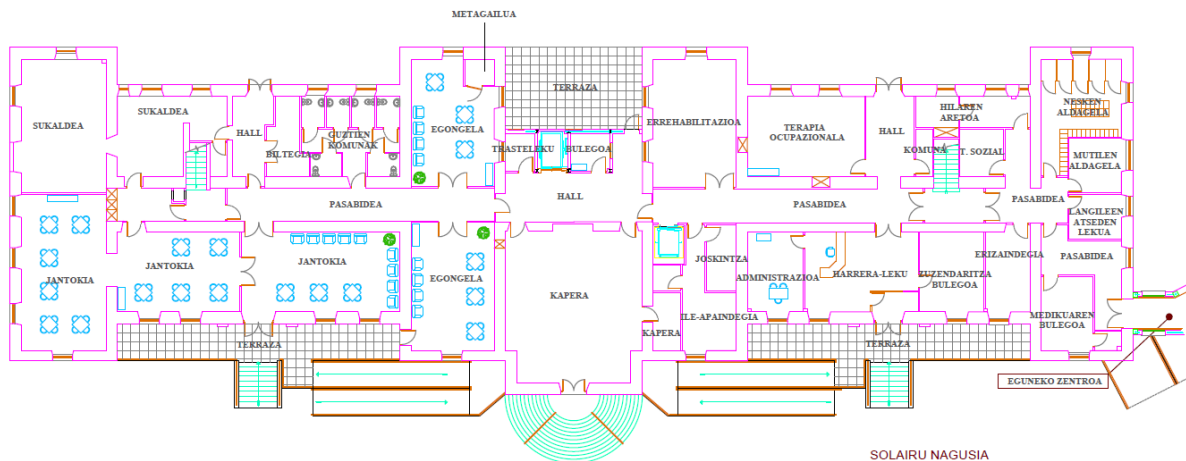 METAGAILUA
SUKALDEA
SUKALDEA
HALL
BILTEGIA
GUZTIEN
KOMUNAK
EGONGELA
TERRAZA
TRASTELEKU
BULEGOA
ERREHABILITAZIOA
TERAPIA
OCUPAZIONALA
HALL
HILAREN
ARETOA
KOMUNA
T. SOZIAL
NESKEN
ALDAGELA
MUTILEN
ALDAGELA
PASABIDEA
HALL
PASABIDEA
PASABIDEA
LANGILEEN
ATSEDEN
LEKUA
JANTOKIA
JANTOKIA
JANTOKIA
EGONGELA
KAPERA
JOSKINTZA
ADMINISTRAZIOA
HARRERA-LEKU
ZUZENDARITZA
BULEGOA
ERIZAINDEGIA
PASABIDEA
ILE-APAINDEGIA
KAPERA
MEDIKUAREN
BULEGOA
TERRAZA
TERRAZA
EGUNEKO ZENTROA
SOLAIRU NAGUSIA